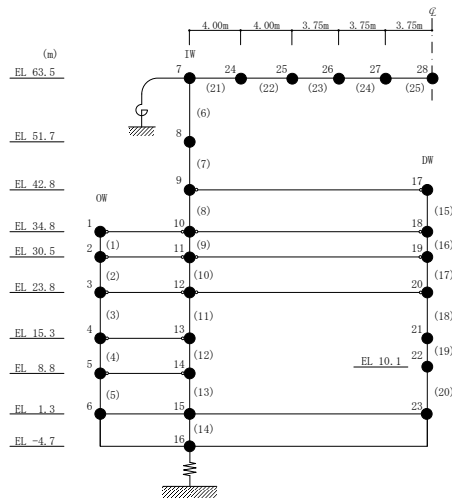 ℄
4.00m 4.00m 3.75m 3.75m 3.75m
(m) IW
EL 63.5 7 24 25 26 27 28
(21) (22) (23) (24) (25)
(6)
EL 51.7 8
(7) DW
EL 42.8 9 17
OW (8) (15)
EL 34.8 1 10 18
(1) (9) (16)
EL 30.5 2 11 19
(2) (10) (17)
EL 23.8 3 12 20
(3) (11) (18)
EL 15.3 4 13 21
(4) (12) (19)
EL 8.8 5 14 EL 10.1 22
(5) (13) (20)
EL 1.3 6 15 23
(14)
EL -4.7 16